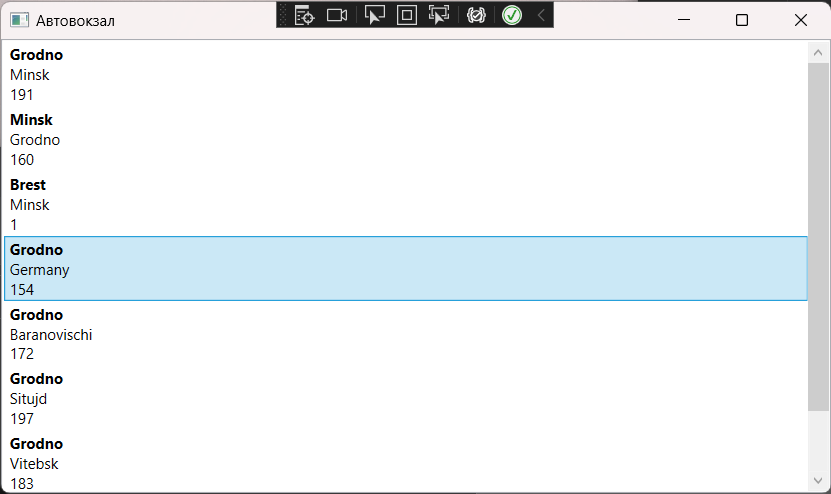 Автовокзал
Grodno
Minsk
191
Minsk
Grodno
160
Brest
Minsk
1
Grodno
Germany
154
Grodno
Baranovischi
172
Grodno
Situjd
197
Grodno
Vitebsk
183